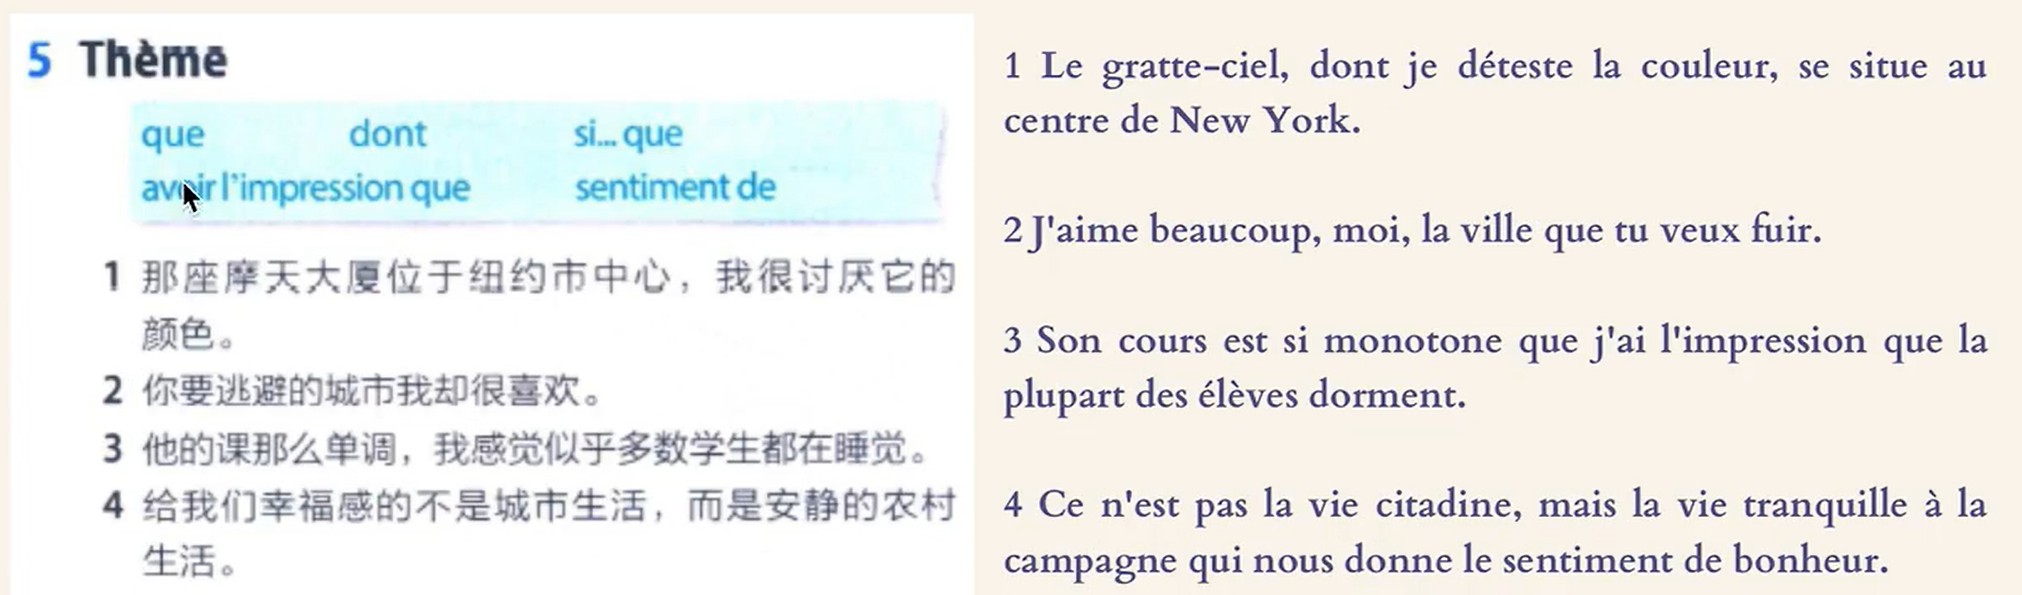 5 Thème
que dont si... que
avoir l'impression que sentiment de
1 那座摩天大厦位于纽约市中心，我很讨厌它的
颜色。
2 你要逃避的城市我却很喜欢。
3 他的课那么单调，我感觉似乎多数学生都在睡觉。
4 给我们幸福感的不是城市生活，而是安静的农村
生活。
1 Le gratte-ciel, dont je déteste la couleur, se situe au
centre de New York.
2 J'aime beaucoup, moi, la ville que tu veux fuir.
3 Son cours est si monotone que j'ai l'impression que la
plupart des élèves dorment.
4 Ce n'est pas la vie citadine, mais la vie tranquille à la
campagne qui nous donne le sentiment de bonheur.